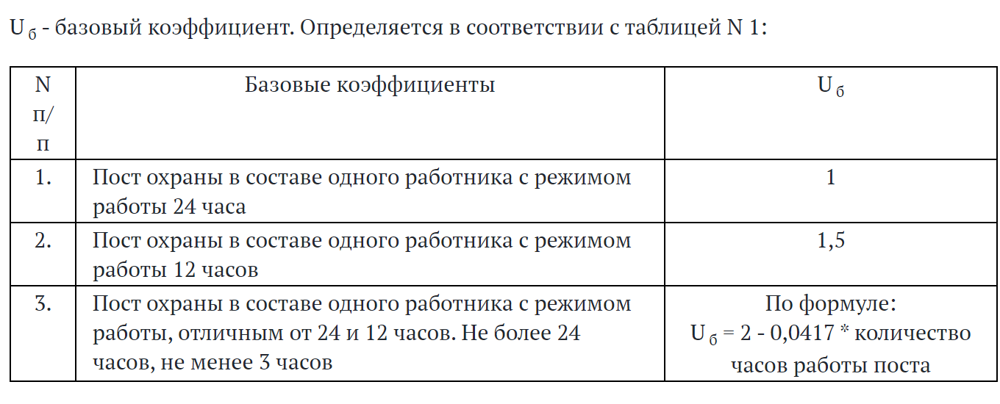 U б - базовый коэффициент. Определяется в соответствии с таблицей N 1:
N
п/
п
Базовые коэффициенты
U б
1.
Пост охраны в составе одного работника с режимом
работы 24 часа
1
2.
Пост охраны в составе одного работника с режимом
работы 12 часов
1,5
3.
Пост охраны в составе одного работника с режимом
работы, отличным от 24 и 12 часов. Не более 24
часов, не менее 3 часов
По формуле:
U б = 2 - 0,0417 * количество
часов работы поста